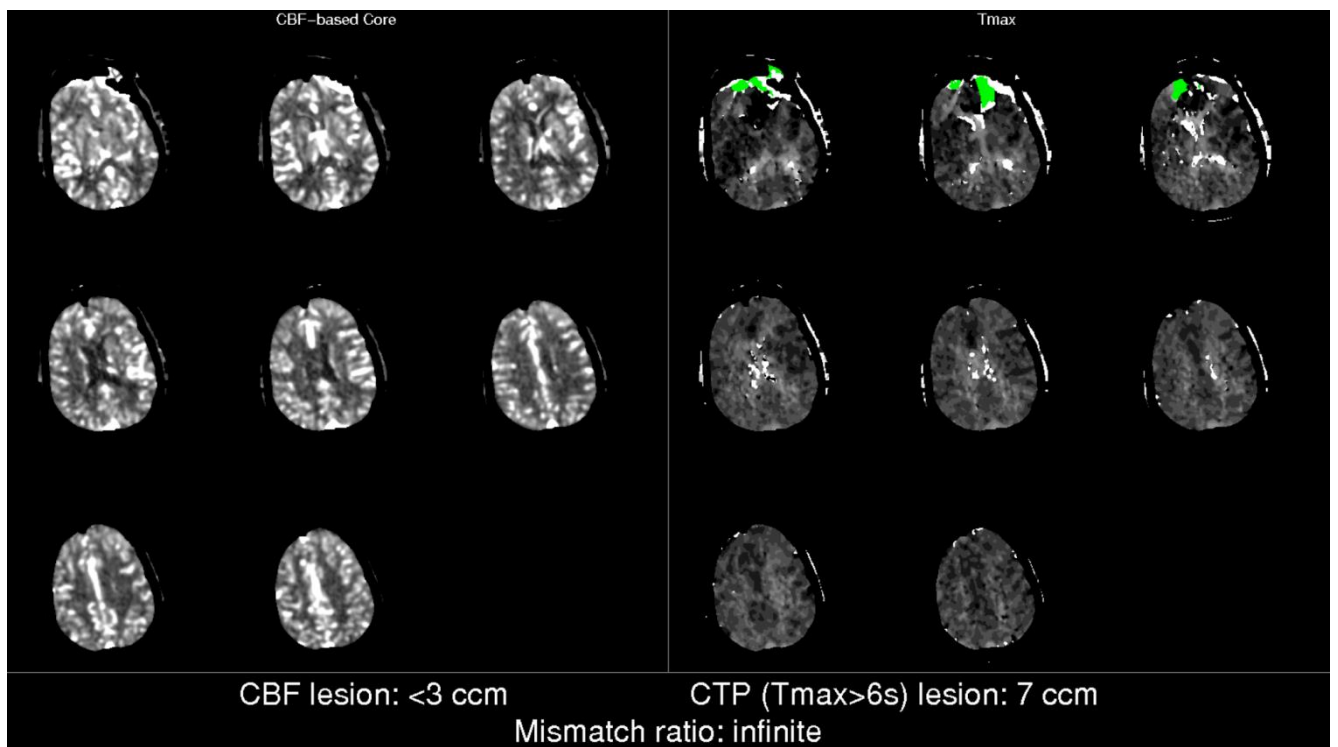 CBF-based Core
Tmax
CBF lesion: <3 ccm
CTP (Tmax>6s) lesion: 7 ccm
Mismatch ratio: infinite